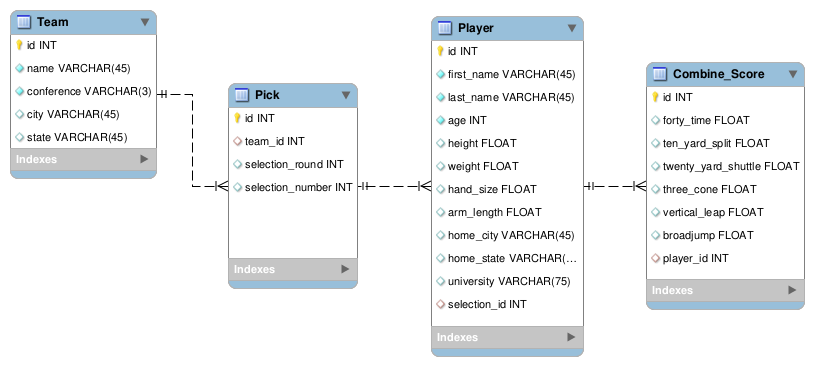 Team
id INT
name VARCHAR(45)
conference VARCHAR(3)
city VARCHAR(45)
state VARCHAR(45)
Indexes
Pick
id INT
team_id INT
selection_round INT
selection_number INT
Indexes
Player
id INT
first_name VARCHAR(45)
last_name VARCHAR(45)
age INT
height FLOAT
weight FLOAT
hand_size FLOAT
arm_length FLOAT
home_city VARCHAR(45)
home_state VARCHAR(...
university VARCHAR(75)
selection_id INT
Indexes
Combine_Score
id INT
forty_time FLOAT
ten_yard_split FLOAT
twenty_yard_shuttle FLOAT
three_cone FLOAT
vertical_leap FLOAT
broadjump FLOAT
player_id INT
Indexes